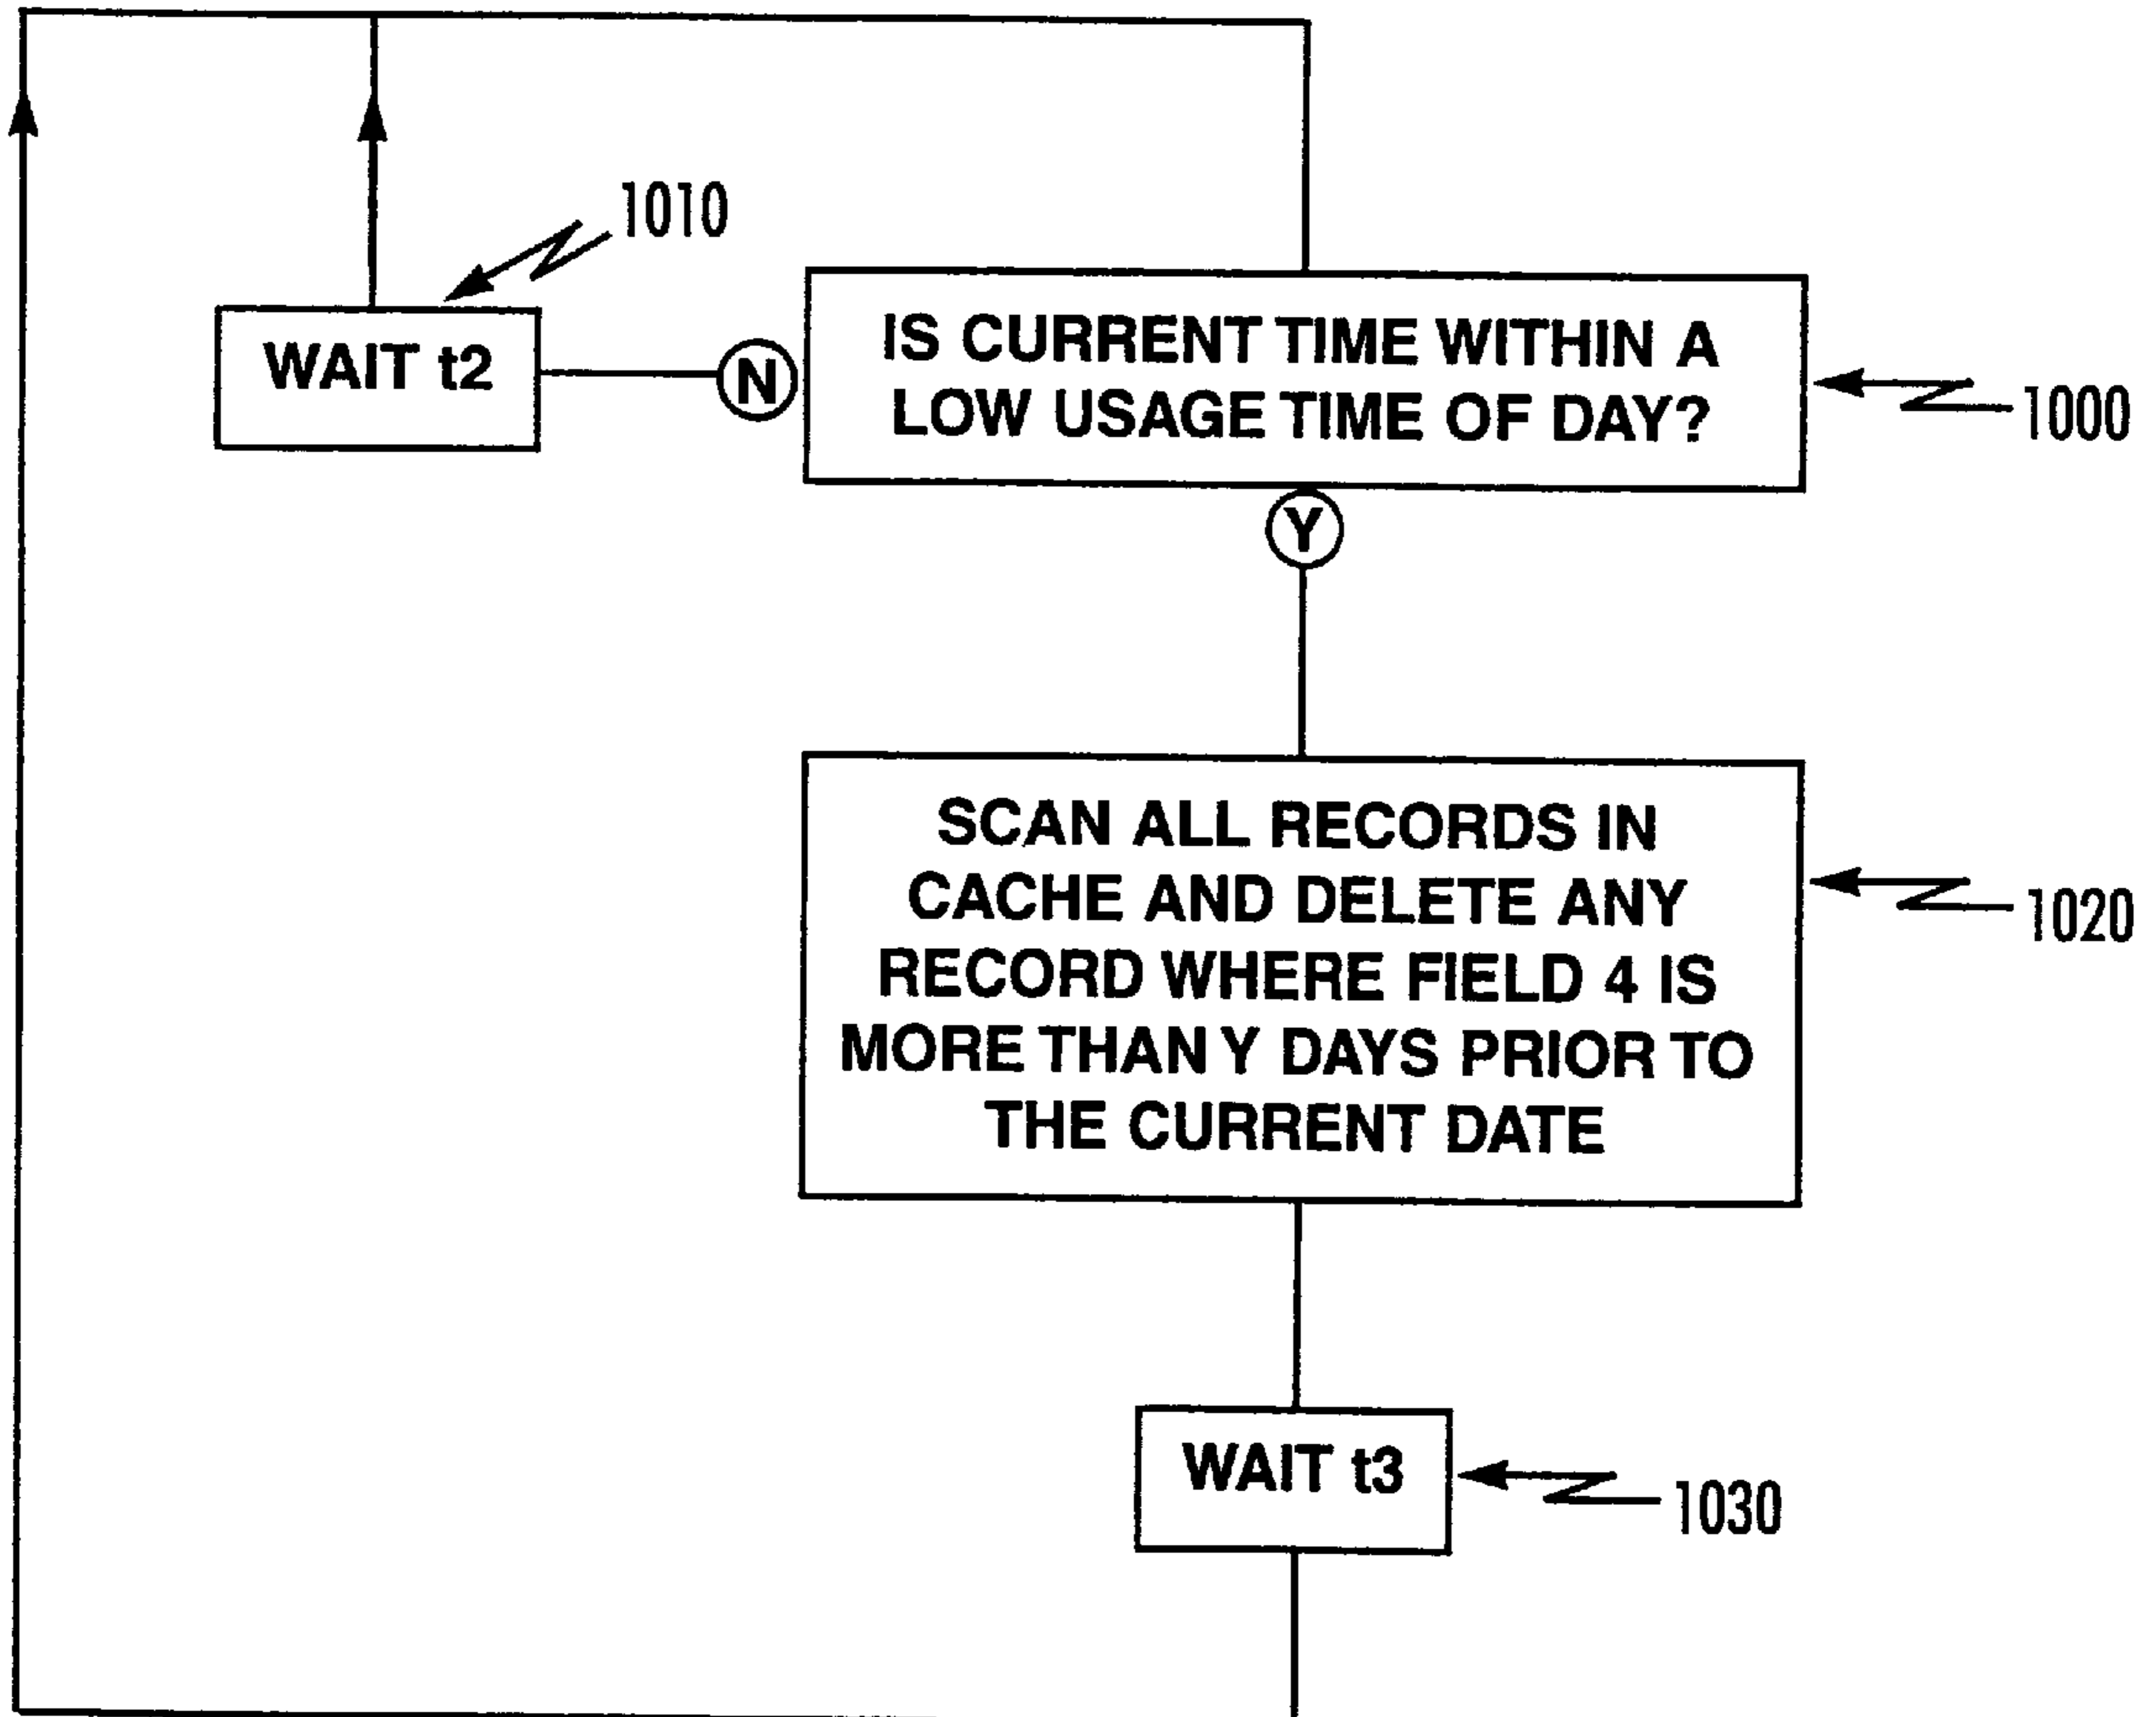 1010
WAIT t2
N
IS CURRENT TIME WITHIN A
LOW USAGE TIME OF DAY?
1000
Y
SCAN ALL RECORDS IN
CACHE AND DELETE ANY
RECORD WHERE FIELD 4 IS
MORE THAN Y DAYS PRIOR TO
THE CURRENT DATE
1020
WAIT t3
1030